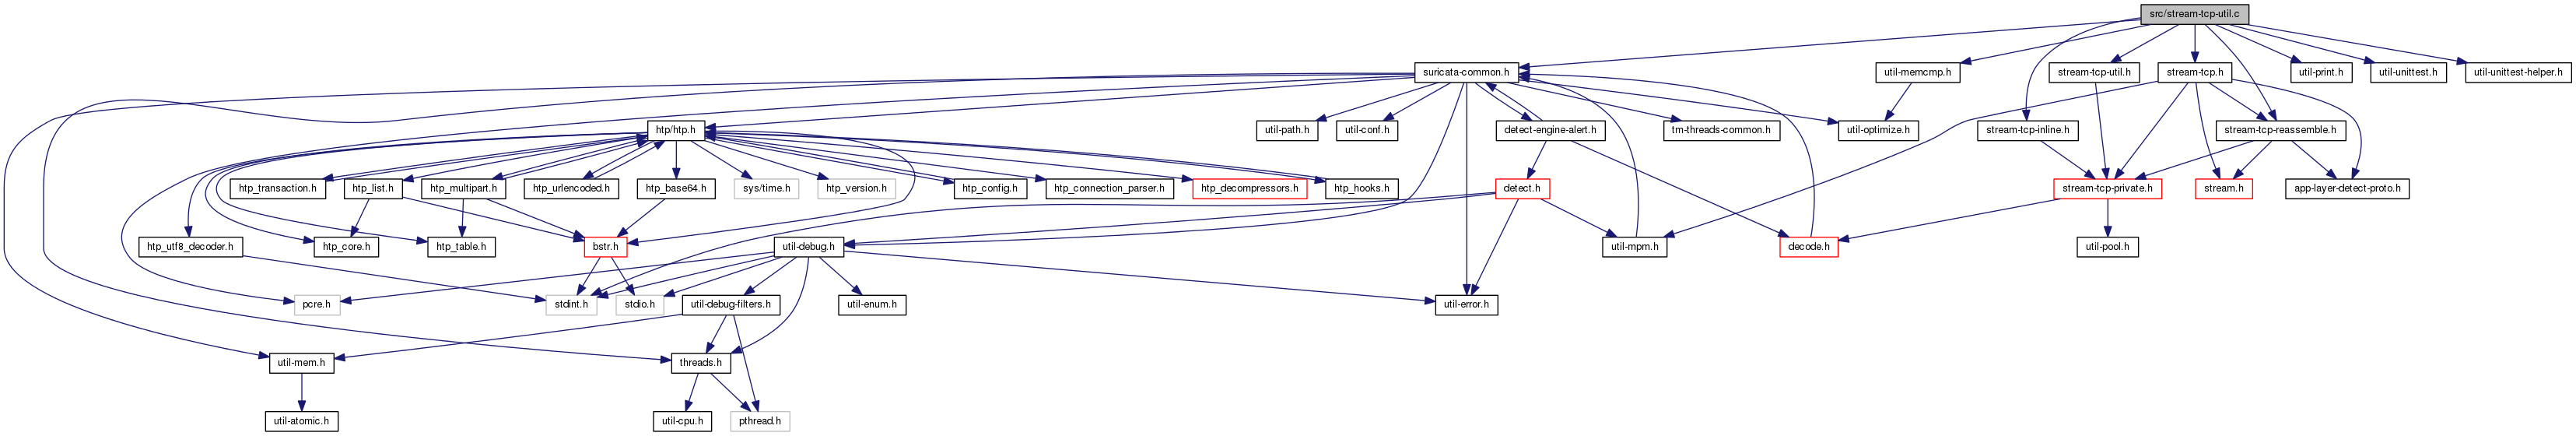 src/stream-tcp-util.c
suricata-common.h
util-memcmp.h
stream-tcp-util.h
stream-tcp.h
util-print.h
util-unittest.h
util-unittest-helper.h
htp/htp.h
util-path.h
util-conf.h
detect-engine-alert.h
tm-threads-common.h
util-optimize.h
stream-tcp-inline.h
stream-tcp-reassemble.h
htp_transaction.h
htp_list.h
htp_multipart.h
htp_urlencoded.h
htp_base64.h
sys/time.h
htp_version.h
htp_config.h
htp_connection_parser.h
htp_decompressors.h
htp_hooks.h
detect.h
stream-tcp-private.h
stream.h
app-layer-detect-proto.h
htp_utf8_decoder.h
htp_core.h
htp_table.h
bstr.h
util-debug.h
util-mpm.h
decode.h
util-pool.h
pcre.h
stdint.h
stdio.h
util-debug-filters.h
util-enum.h
util-error.h
util-mem.h
threads.h
util-atomic.h
util-cpu.h
pthread.h